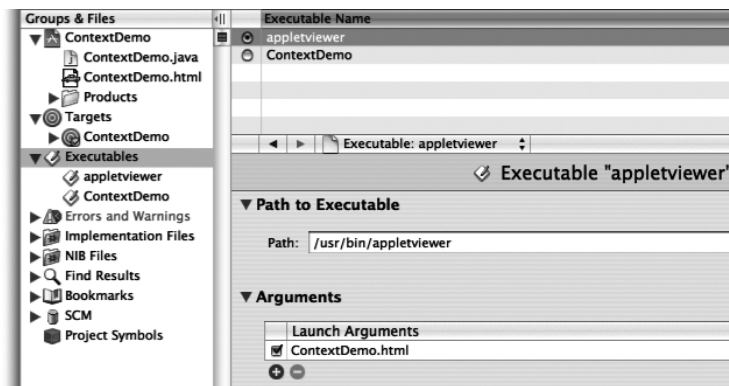 Groups & Files
ContextDemo
ContextDemo.java
ContextDemo.html
Products
Targets
ContextDemo
Executables
appletviewer
ContextDemo
Errors and Warnings
Implementation Files
NIB Files
Find Results
Bookmarks
SCM
Project Symbols
Executable Name
appletviewer
ContextDemo
Executable: appletviewer
Executable "appletviewer"
Path to Executable
Path: /usr/bin/appletviewer
Arguments
Launch Arguments
ContextDemo.html